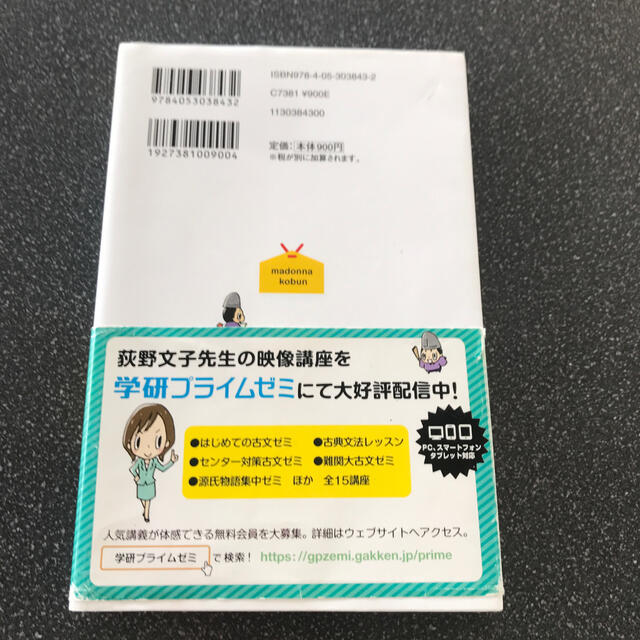 ISBN978-4-05-303843-2
9784053038432
C7381 ¥900E
1130384300
1927381009004
定価：本体900円
※税が別に加算されます。
madonna
kobun
荻野文子先生の映像講座を
学研プライムゼミにて大好評配信中！
●はじめての古文ゼミ ●古典文法レッスン
●センター対策古文ゼミ ●難関大古文ゼミ
●源氏物語集中ゼミ ほか 全15講座
PC、スマートフォン
タブレット対応
人気講義が体感できる無料会員を大募集。詳細はウェブサイトへアクセス。
学研プライムゼミ で検索！ https://gpzemi.gakken.jp/prime